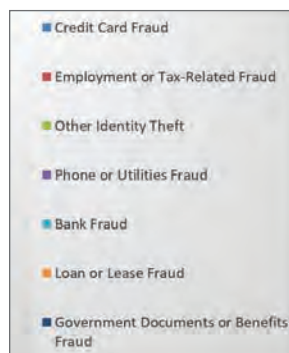 Credit Card Fraud
Employment or Tax-Related Fraud
Other Identity Theft
Phone or Utilities Fraud
Bank Fraud
Loan or Lease Fraud
Government Documents or Benefits
Fraud